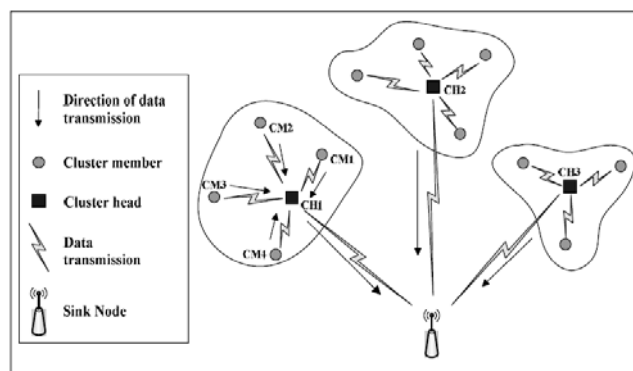 Direction of data
transmission
Cluster member
Cluster head
Data
transmission
Sink Node
CM2
CM1
CM3
CH1
CM4
CH2
CH3